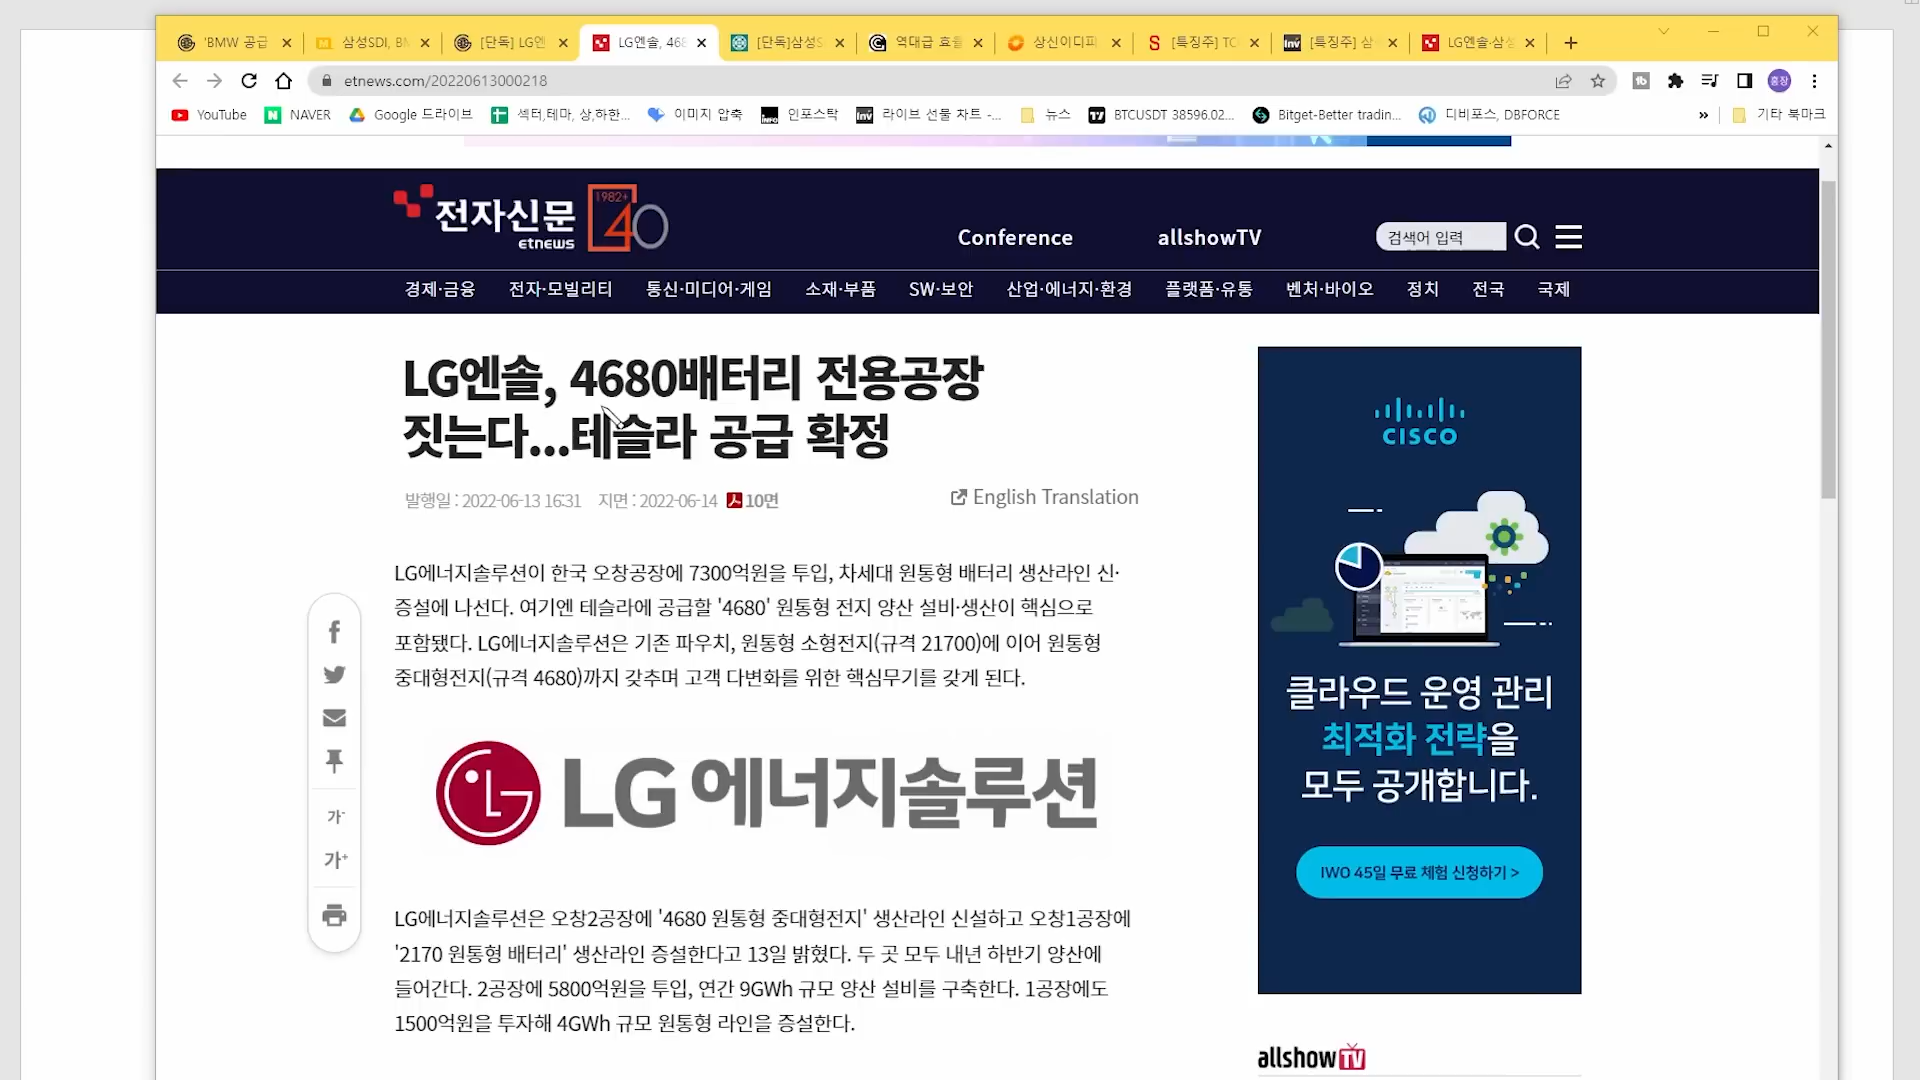 'BMW 공급
삼성SDI, BM
[단독] LG엔
LG엔솔, 468
[단독]삼성S
역대급 효율
상신이디피
[특징주] TC
[특징주] 삼
LG엔솔·삼성
etnews.com/20220613000218
홍장
YouTube
NAVER
Google 드라이브
섹터,테마, 상,하한...
이미지 압축
인포스탁
라이브 선물 차트 -...
뉴스
BTCUSDT 38596.02...
Bitget-Better tradin...
디비포스, DBFORCE
»
기타 북마크
전자신문
etnews
1982+
40
Conference
allshowTV
검색어 입력
경제·금융
전자·모빌리티
통신·미디어·게임
소재·부품
SW·보안
산업·에너지·환경
플랫폼·유통
벤처·바이오
정치
전국
국제
LG엔솔, 4680배터리 전용공장
짓는다...테슬라 공급 확정
발행일 : 2022-06-13 16:31 지면 : 2022-06-14 10면
English Translation
LG에너지솔루션이 한국 오창공장에 7300억원을 투입, 차세대 원통형 배터리 생산라인 신·
증설에 나선다. 여기엔 테슬라에 공급할 '4680' 원통형 전지 양산 설비·생산이 핵심으로
포함됐다. LG에너지솔루션은 기존 파우치, 원통형 소형전지(규격 21700)에 이어 원통형
중대형전지(규격 4680)까지 갖추며 고객 다변화를 위한 핵심무기를 갖게 된다.
LG에너지솔루션
LG에너지솔루션은 오창2공장에 '4680 원통형 중대형전지' 생산라인 신설하고 오창1공장에
'2170 원통형 배터리' 생산라인 증설한다고 13일 밝혔다. 두 곳 모두 내년 하반기 양산에
들어간다. 2공장에 5800억원을 투입, 연간 9GWh 규모 양산 설비를 구축한다. 1공장에도
1500억원을 투자해 4GWh 규모 원통형 라인을 증설한다.
가-
가+
CISCO
클라우드 운영 관리
최적화 전략을
모두 공개합니다.
IWO 45일 무료 체험 신청하기 >
allshowTV